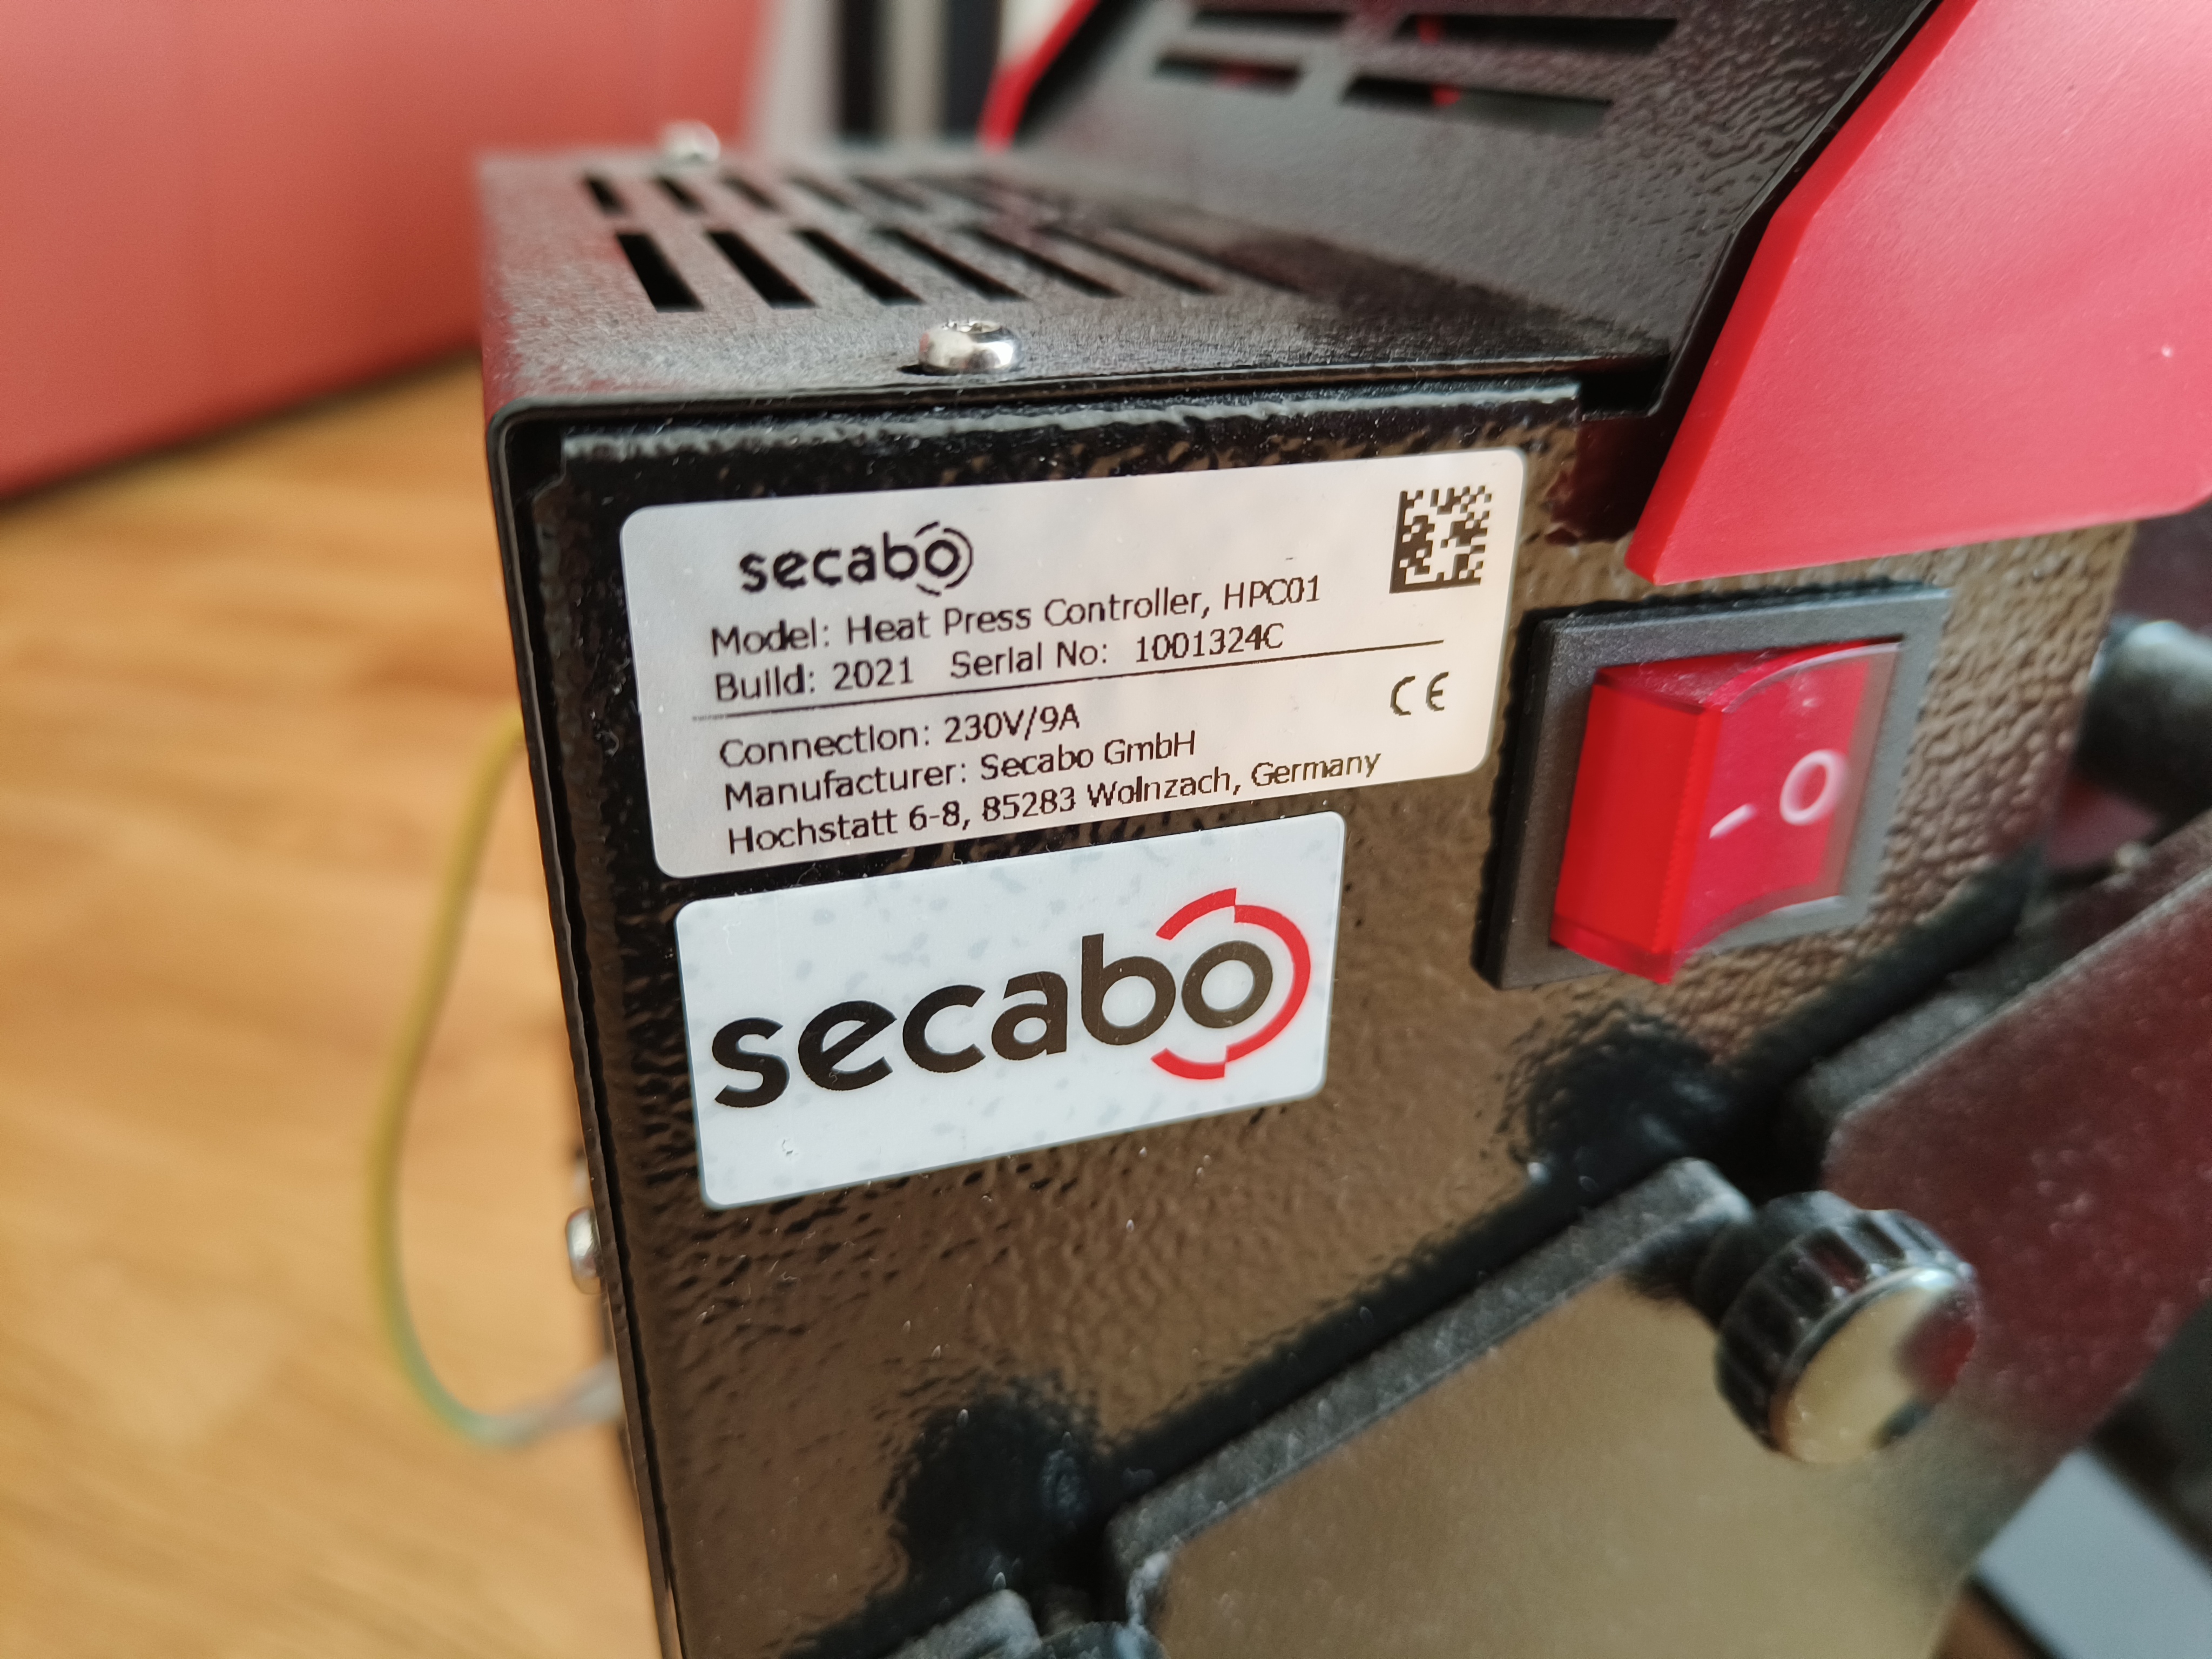 secabo
Model: Heat Press Controller, HPC01
Build: 2021 Serial No: 1001324C
CE
Connection: 230V/9A
Manufacturer: Secabo GmbH
Hochstatt 6-8, 85283 Wolnzach, Germany
secabo
- O